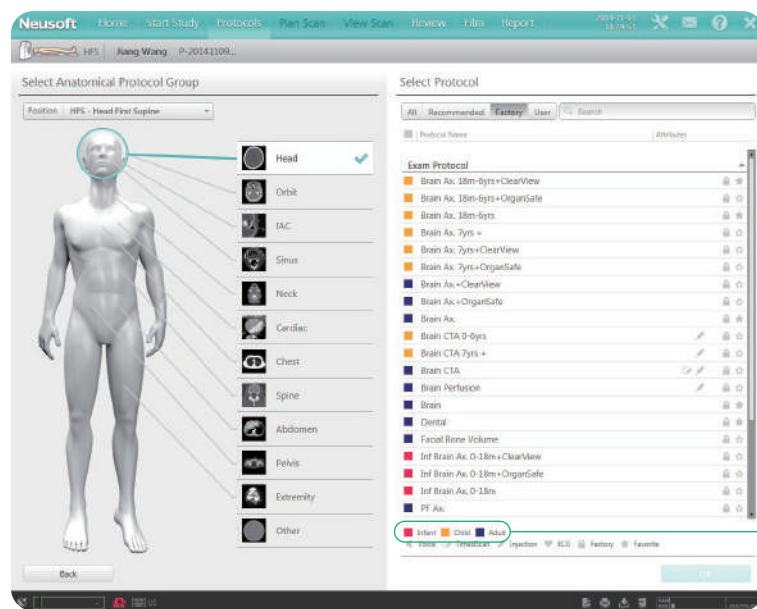 Neusoft Home Start Study Protocols Plan Scan View Scan Review Film Report
HFS Jiang Wang P-20141109...
Select Anatomical Protocol Group
Position HFS - Head First Supine
Head
Orbit
IAC
Sinus
Neck
Cardiac
Chest
Spine
Abdomen
Pelvis
Extremity
Other
Back
Select Protocol
All Recommended Factory User Search
Protocol Name Attributes
Exam Protocol
Brain Ax. 18m-6yrs+ClearView
Brain Ax. 18m-6yrs+OrganSafe
Brain Ax. 18m-6yrs
Brain Ax. 7yrs +
Brain Ax. 7yrs+ClearView
Brain Ax. 7yrs+OrganSafe
Brain Ax.+ClearView
Brain Ax.+OrganSafe
Brain Ax.
Brain CTA 0-6yrs
Brain CTA 7yrs +
Brain CTA
Brain Perfusion
Brain
Dental
Facial Bone Volume
Inf Brain Ax. 0-18m+ClearView
Inf Brain Ax. 0-18m+OrganSafe
Inf Brain Ax. 0-18m
PF Ax.
Infant Child Adult
Voice TimedScan Injection ECG Factory Favorite
OK